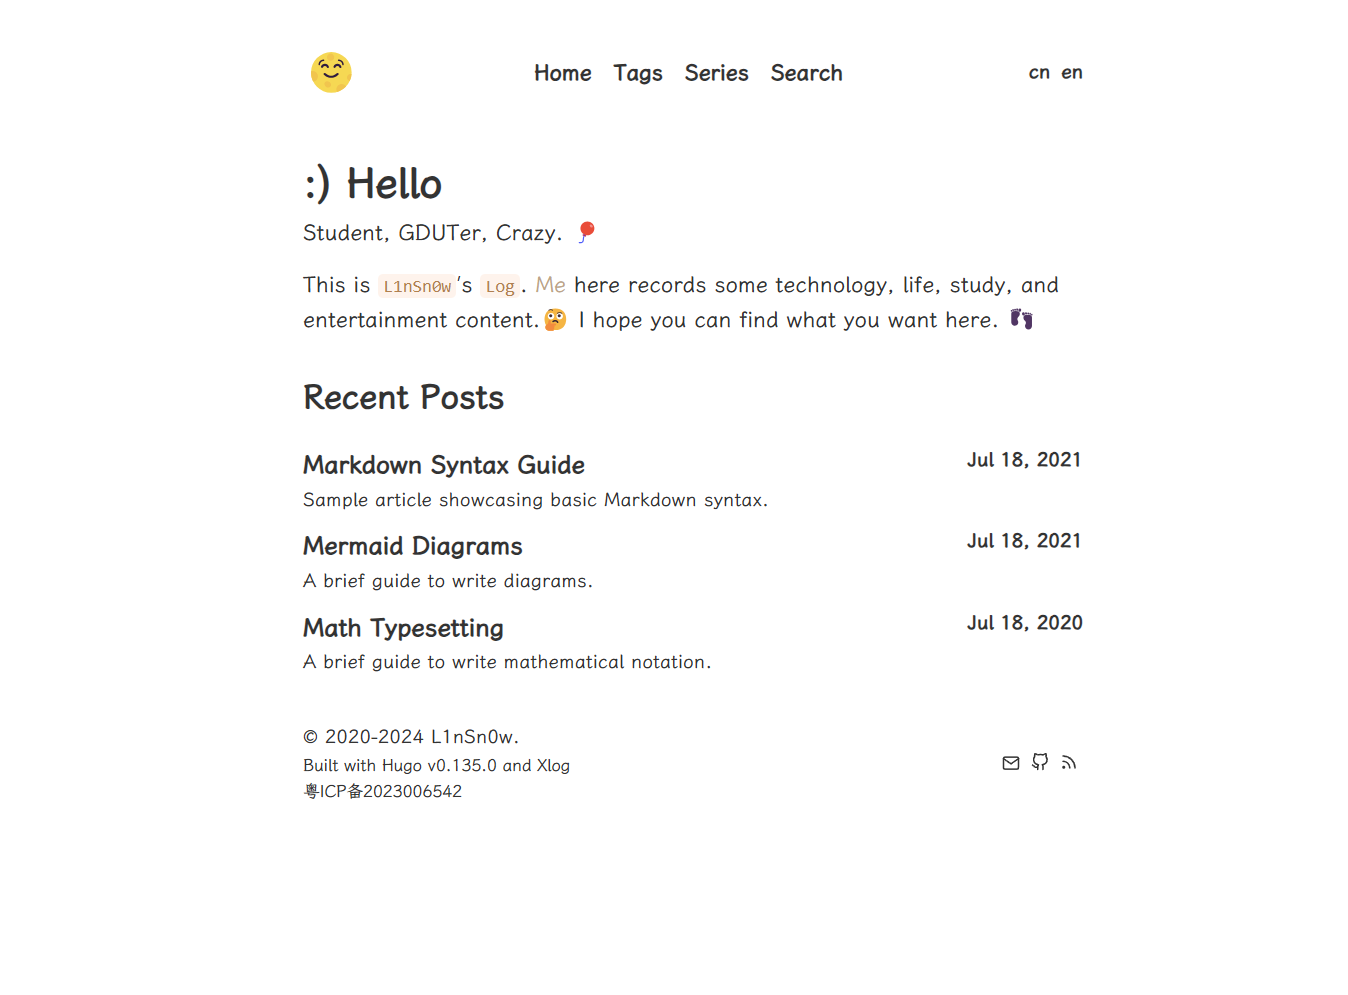 Home Tags Series Search cn en
:) Hello
Student, GDUTer, Crazy. 🎈
This is L1nSn0w's Log. Me here records some technology, life, study, and
entertainment content.🤔 I hope you can find what you want here. 👣
Recent Posts
Markdown Syntax Guide Jul 18, 2021
Sample article showcasing basic Markdown syntax.
Mermaid Diagrams Jul 18, 2021
A brief guide to write diagrams.
Math Typesetting Jul 18, 2020
A brief guide to write mathematical notation.
© 2020-2024 L1nSn0w.
Built with Hugo v0.135.0 and Xlog
粤ICP备2023006542